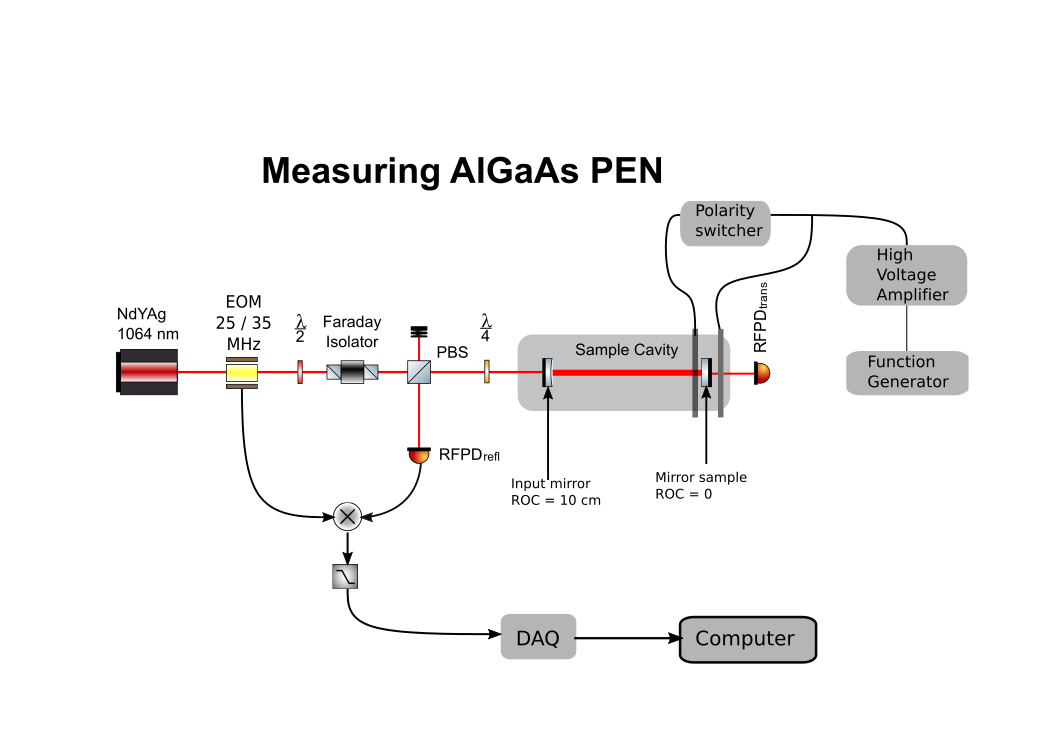 Measuring AlGaAs PEN
Polarity
switcher
High
Voltage
Amplifier
Function
Generator
NdYAg
1064 nm
EOM
25 / 35
MHz
λ
2
Faraday
Isolator
PBS
λ
4
Sample Cavity
RFPDtrans
RFPDrefl
Input mirror
ROC = 10 cm
Mirror sample
ROC = 0
DAQ
Computer